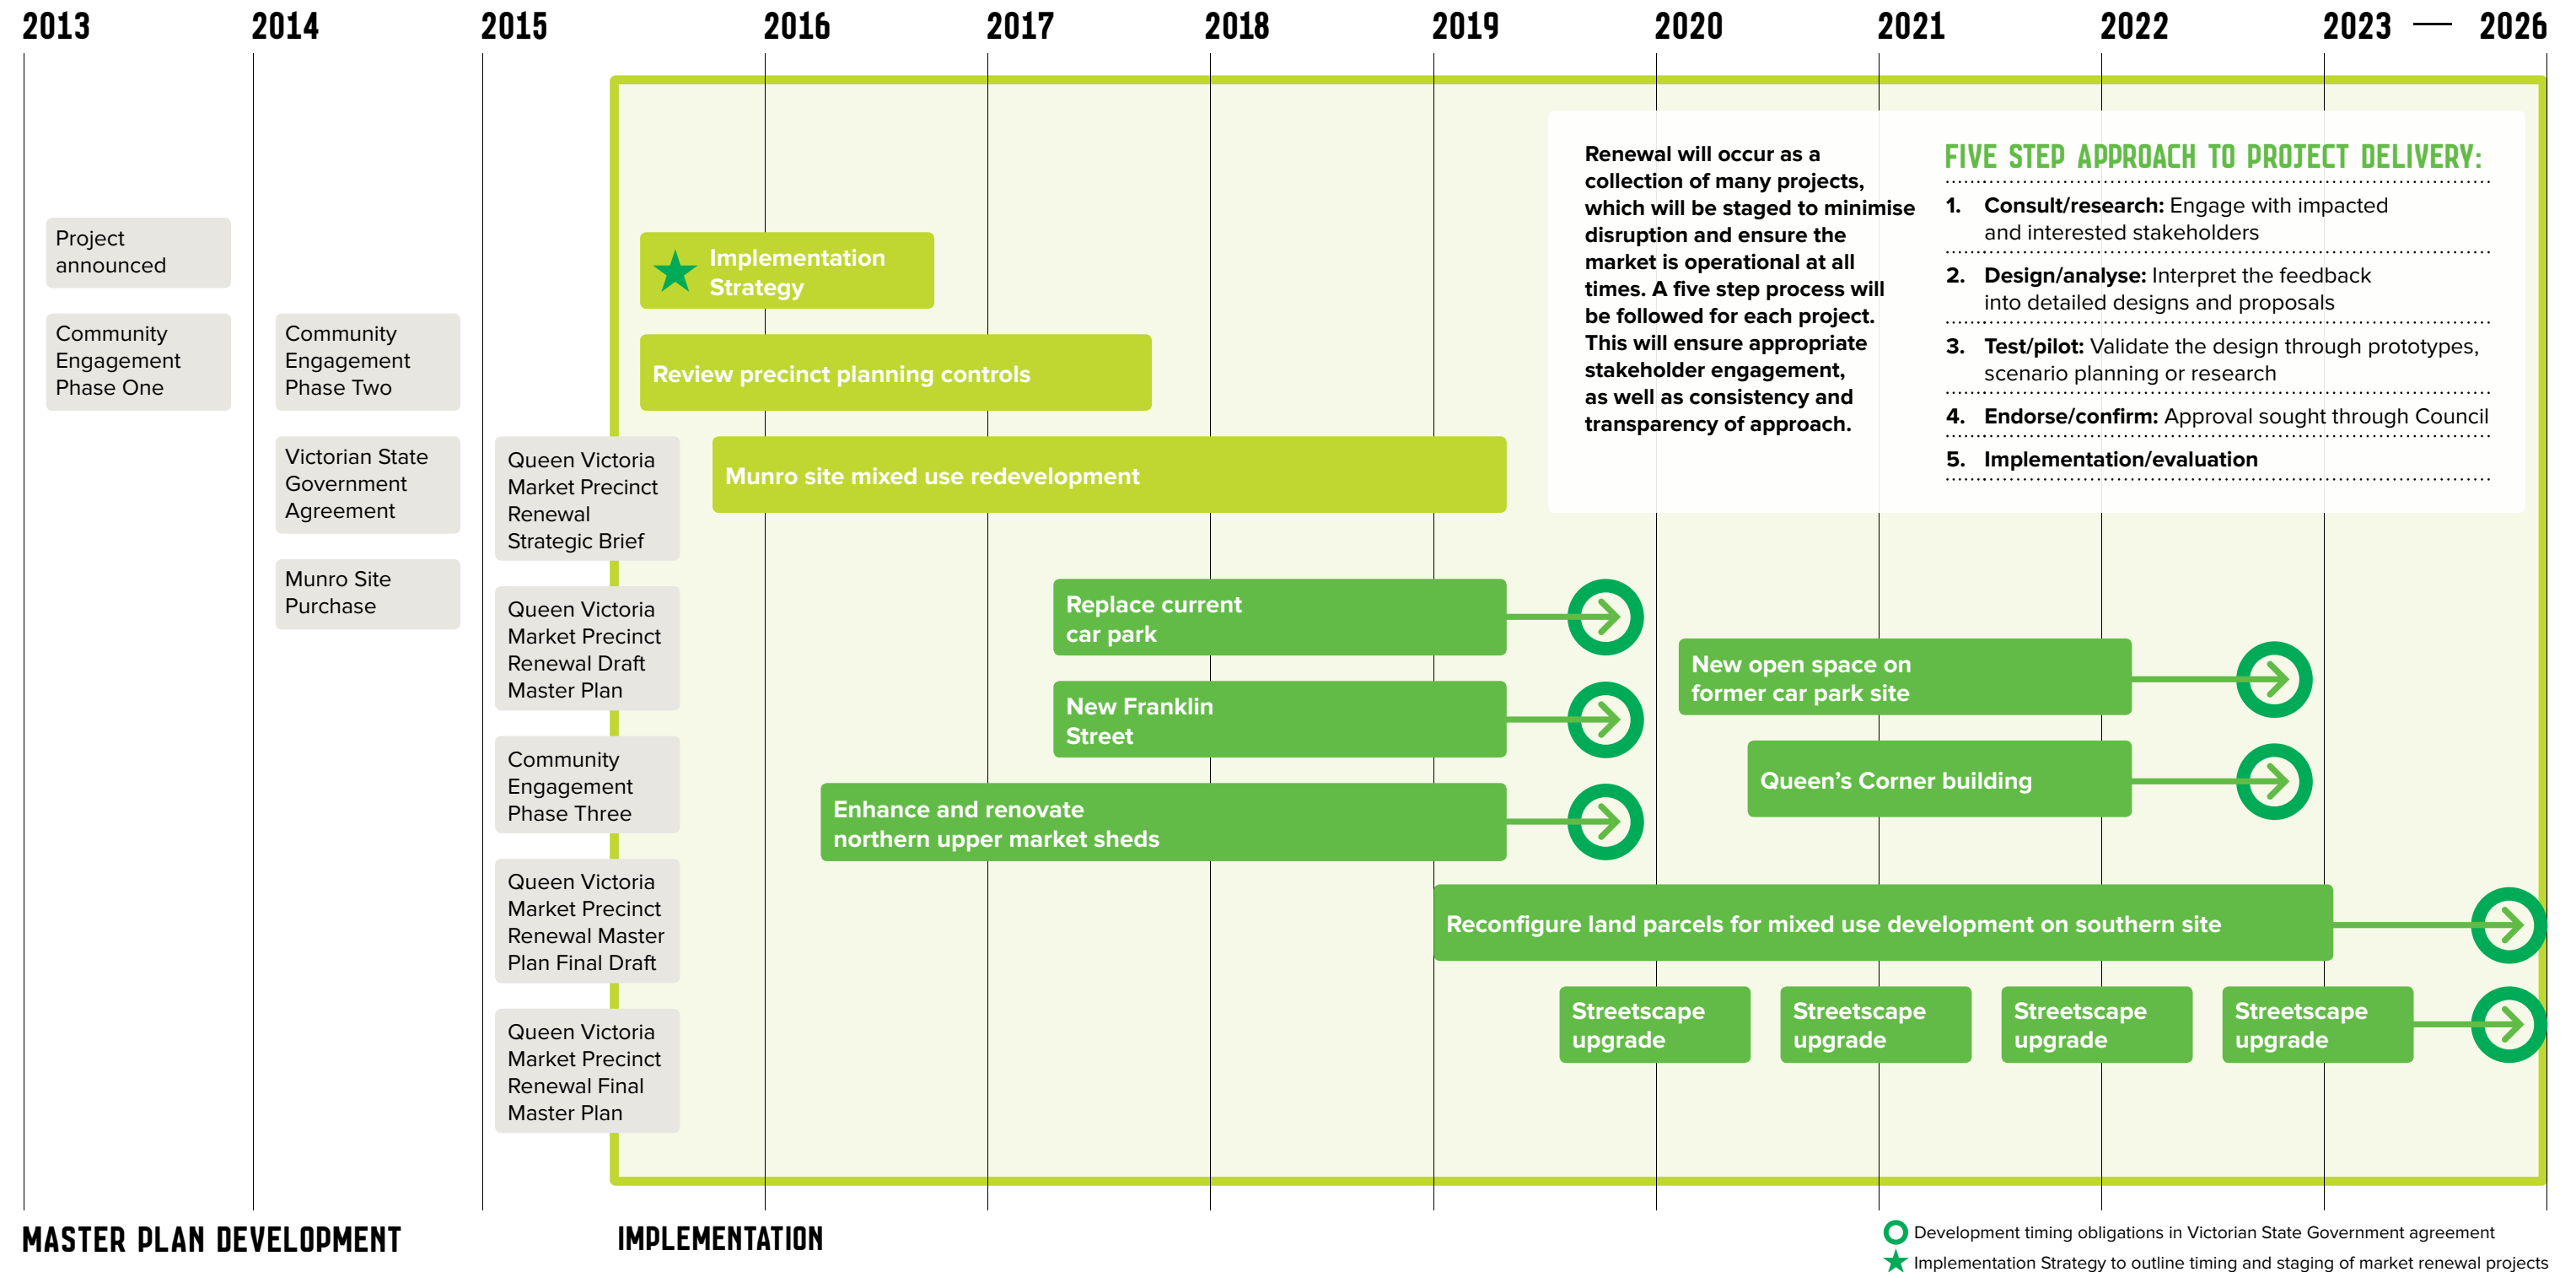 2013
2014
2015
2016
2017
2018
2019
2020
2021
2022
2023 — 2026
Project
announced
Community
Engagement
Phase One
Community
Engagement
Phase Two
Victorian State
Government
Agreement
Munro Site
Purchase
Queen Victoria
Market Precinct
Renewal
Strategic Brief
Queen Victoria
Market Precinct
Renewal Draft
Master Plan
Community
Engagement
Phase Three
Queen Victoria
Market Precinct
Renewal Master
Plan Final Draft
Queen Victoria
Market Precinct
Renewal Final
Master Plan
Implementation
Strategy
Review precinct planning controls
Munro site mixed use redevelopment
Replace current
car park
New Franklin
Street
Enhance and renovate
northern upper market sheds
New open space on
former car park site
Queen’s Corner building
Reconfigure land parcels for mixed use development on southern site
Streetscape
upgrade
Streetscape
upgrade
Streetscape
upgrade
Streetscape
upgrade
Renewal will occur as a
collection of many projects,
which will be staged to minimise
disruption and ensure the
market is operational at all
times. A five step process will
be followed for each project.
This will ensure appropriate
stakeholder engagement,
as well as consistency and
transparency of approach.
FIVE STEP APPROACH TO PROJECT DELIVERY:
1. Consult/research: Engage with impacted
and interested stakeholders
2. Design/analyse: Interpret the feedback
into detailed designs and proposals
3. Test/pilot: Validate the design through prototypes,
scenario planning or research
4. Endorse/confirm: Approval sought through Council
5. Implementation/evaluation
MASTER PLAN DEVELOPMENT
IMPLEMENTATION
Development timing obligations in Victorian State Government agreement
Implementation Strategy to outline timing and staging of market renewal projects